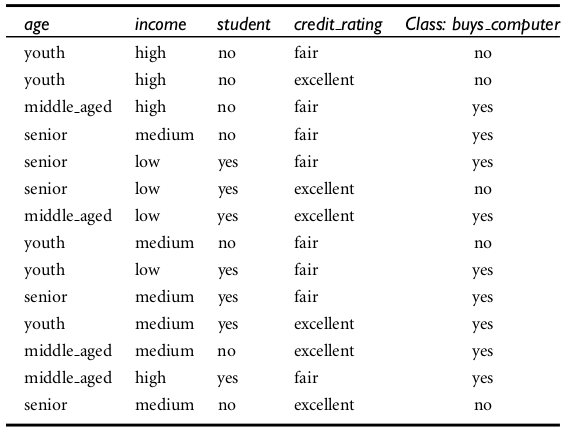 age income student credit_rating Class: buys_computer
youth high no fair no
youth high no excellent no
middle_aged high no fair yes
senior medium no fair yes
senior low yes fair yes
senior low yes excellent no
middle_aged low yes excellent yes
youth medium no fair no
youth low yes fair yes
senior medium yes fair yes
youth medium yes excellent yes
middle_aged medium no excellent yes
middle_aged high yes fair yes
senior medium no excellent no